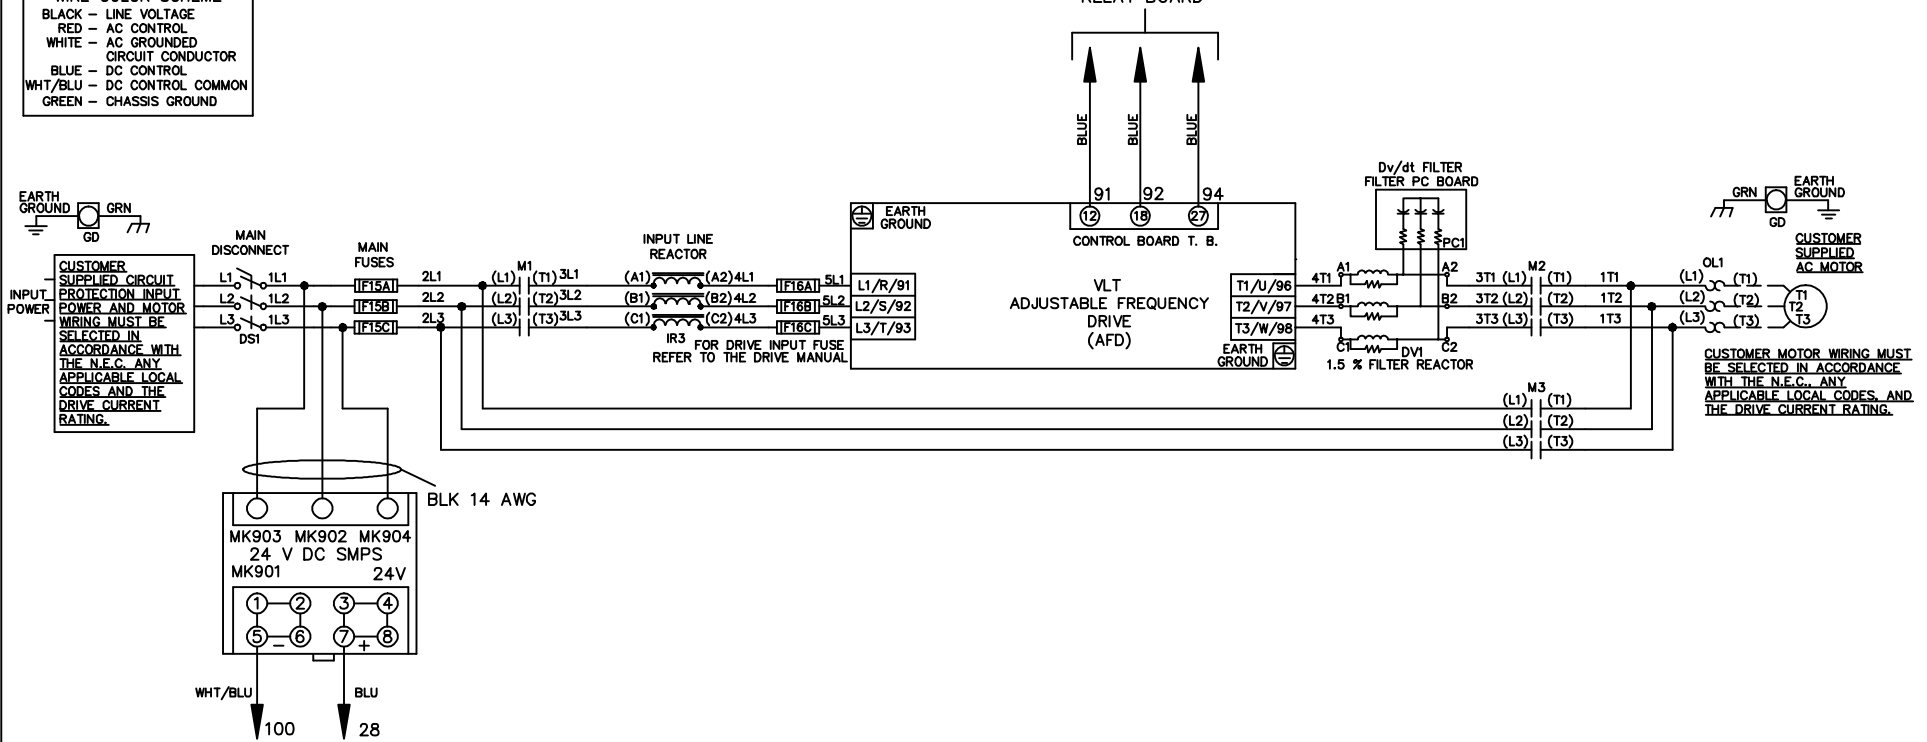 WIRE COLOR SCHEME
BLACK – LINE VOLTAGE
RED – AC CONTROL
WHITE – AC GROUNDED
CIRCUIT CONDUCTOR
BLUE – DC CONTROL
WHT/BLU – DC CONTROL COMMON
GREEN – CHASSIS GROUND
RELAY BOARD
BLUE
BLUE
BLUE
91 92 94
12 18 27
CONTROL BOARD T. B.
EARTH
GROUND
GRN
GD
INPUT
POWER
CUSTOMER
SUPPLIED CIRCUIT
PROTECTION INPUT
POWER AND MOTOR
WIRING MUST BE
SELECTED IN
ACCORDANCE WITH
THE N.E.C. ANY
APPLICABLE LOCAL
CODES AND THE
DRIVE CURRENT
RATING.
MAIN
DISCONNECT
L1 1L1
L2 1L2
L3 1L3
DS1
MAIN
FUSES
F15A
F15B
F15C
2L1
2L2
2L3
M1
(L1) (T1) 3L1
(L2) (T2) 3L2
(L3) (T3) 3L3
INPUT LINE
REACTOR
(A1) (A2) 4L1
(B1) (B2) 4L2
(C1) (C2) 4L3
IR3
F16A 5L1
F16B 5L2
F16C 5L3
FOR DRIVE INPUT FUSE
REFER TO THE DRIVE MANUAL
EARTH
GROUND
L1/R/91
L2/S/92
L3/T/93
VLT
ADJUSTABLE FREQUENCY
DRIVE
(AFD)
T1/U/96
T2/V/97
T3/W/98
EARTH
GROUND
Dv/dt FILTER
FILTER PC BOARD
PC1
4T1 A1 A2
4T2 B1 B2
4T3 C1 C2
DV1
1.5 % FILTER REACTOR
M2
3T1 (L1) (T1) 1T1
3T2 (L2) (T2) 1T2
3T3 (L3) (T3) 1T3
M3
(L1) (T1)
(L2) (T2)
(L3) (T3)
OL1
(L1) (T1)
(L2) (T2)
(L3) (T3)
T1
T2
T3
GRN
GD
EARTH
GROUND
CUSTOMER
SUPPLIED
AC MOTOR
CUSTOMER MOTOR WIRING MUST
BE SELECTED IN ACCORDANCE
WITH THE N.E.C., ANY
APPLICABLE LOCAL CODES, AND
THE DRIVE CURRENT RATING.
BLK 14 AWG
MK903 MK902 MK904
24 V DC SMPS
MK901 24V
1 2 3 4
5 6 7 8
– +
WHT/BLU BLU
100 28